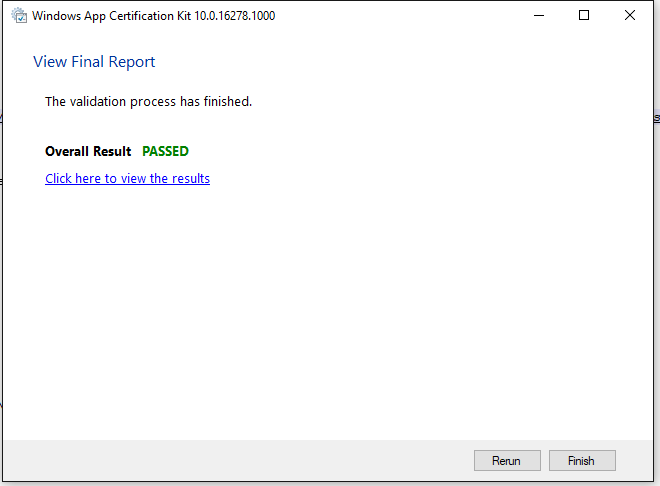 Windows App Certification Kit 10.0.16278.1000
View Final Report
The validation process has finished.
Overall Result PASSED
Click here to view the results
Rerun Finish